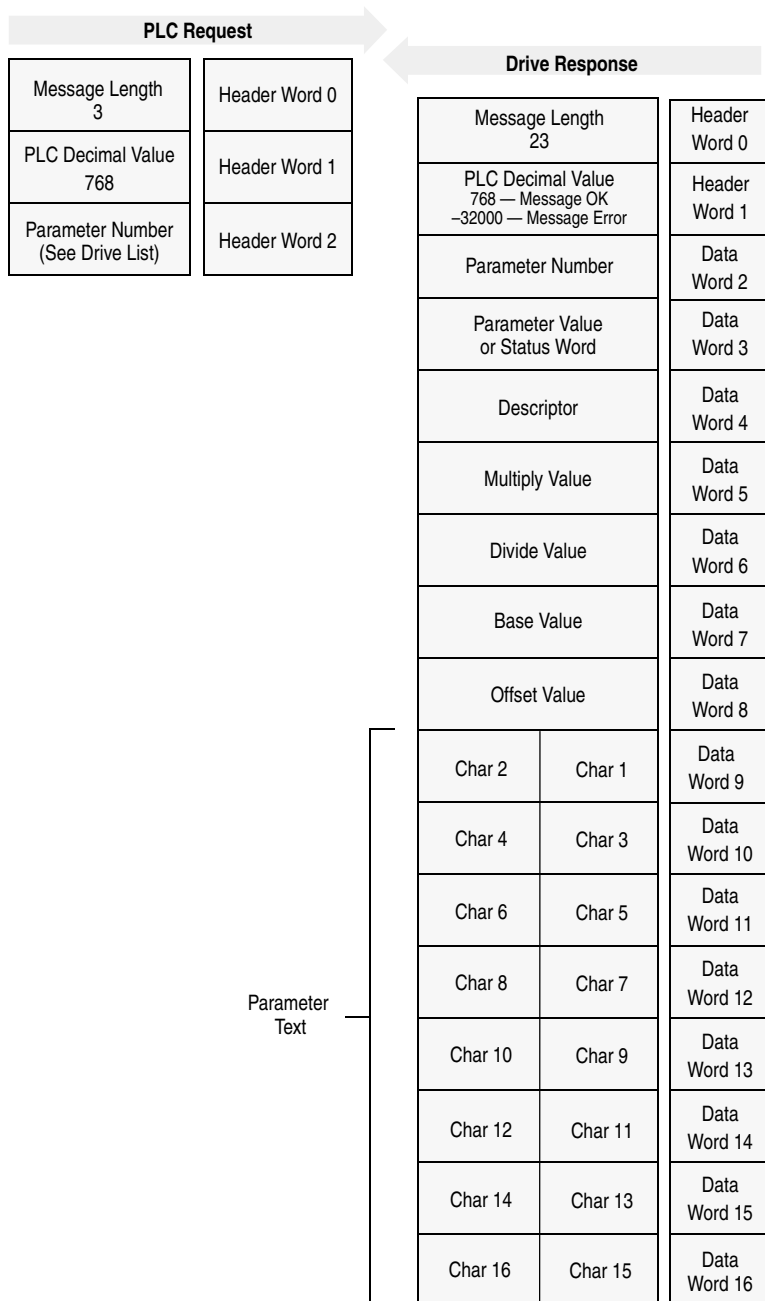 PLC Request
Message Length
3
Header Word 0
PLC Decimal Value
768
Header Word 1
Parameter Number
(See Drive List)
Header Word 2
Drive Response
Message Length
23
Header
Word 0
PLC Decimal Value
768 — Message OK
–32000 — Message Error
Header
Word 1
Parameter Number
Data
Word 2
Parameter Value
or Status Word
Data
Word 3
Descriptor
Data
Word 4
Multiply Value
Data
Word 5
Divide Value
Data
Word 6
Base Value
Data
Word 7
Offset Value
Data
Word 8
Parameter
Text
Char 2
Char 1
Data
Word 9
Char 4
Char 3
Data
Word 10
Char 6
Char 5
Data
Word 11
Char 8
Char 7
Data
Word 12
Char 10
Char 9
Data
Word 13
Char 12
Char 11
Data
Word 14
Char 14
Char 13
Data
Word 15
Char 16
Char 15
Data
Word 16